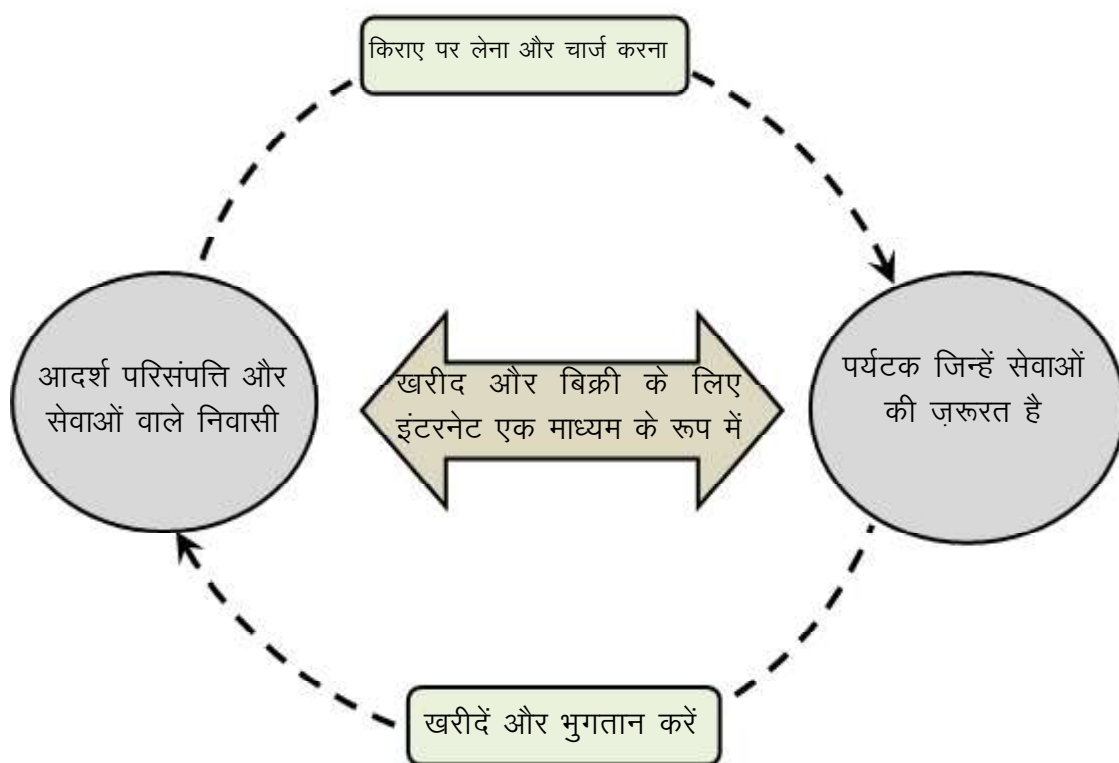 किराए पर लेना और चार्ज करना
आदर्श परिसंपत्ति और
सेवाओं वाले निवासी
खरीद और बिक्री के लिए
इंटरनेट एक माध्यम के रूप में
पर्यटक जिन्हें सेवाओं
की ज़रूरत है
खरीदें और भुगतान करें